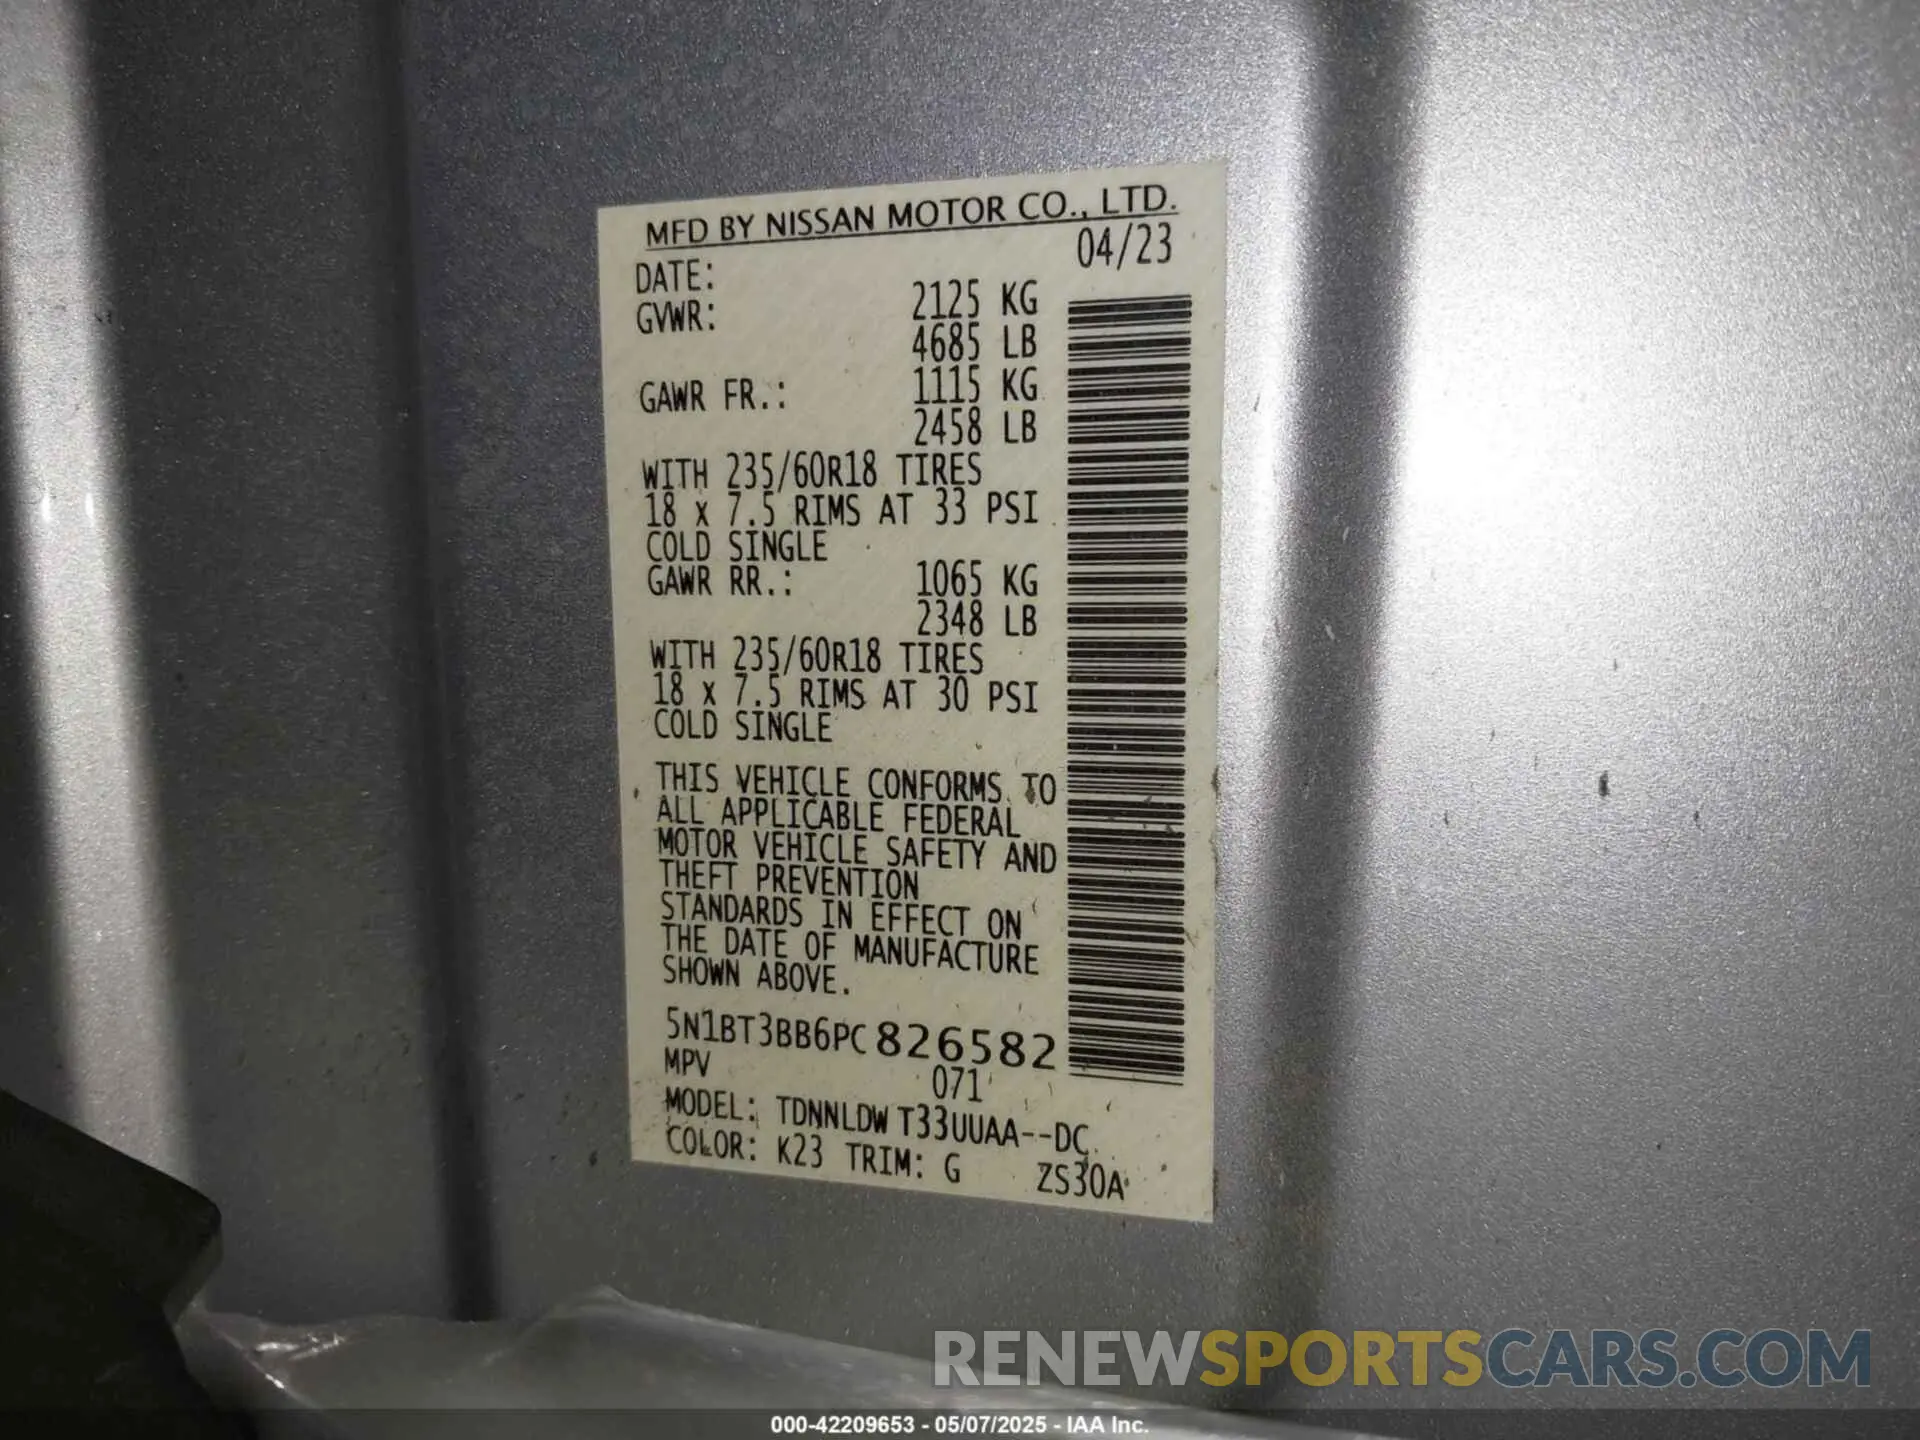 MFD BY NISSAN MOTOR CO., LTD.
DATE: 04/23
GVWR: 2125 KG
4685 LB
GAWR FR.: 1115 KG
2458 LB
WITH 235/60R18 TIRES
18 x 7.5 RIMS AT 33 PSI
COLD SINGLE
GAWR RR.: 1065 KG
2348 LB
WITH 235/60R18 TIRES
18 x 7.5 RIMS AT 30 PSI
COLD SINGLE
THIS VEHICLE CONFORMS TO
ALL APPLICABLE FEDERAL
MOTOR VEHICLE SAFETY AND
THEFT PREVENTION
STANDARDS IN EFFECT ON
THE DATE OF MANUFACTURE
SHOWN ABOVE.
5N1BT3BB6PC826582
MPV 071
MODEL: TDNNLDW T33UUAA--DC
COLOR: K23 TRIM: G ZS30A
RENEWSPORTSCARS.COM
000-42209653 - 05/07/2025 - IAA Inc.